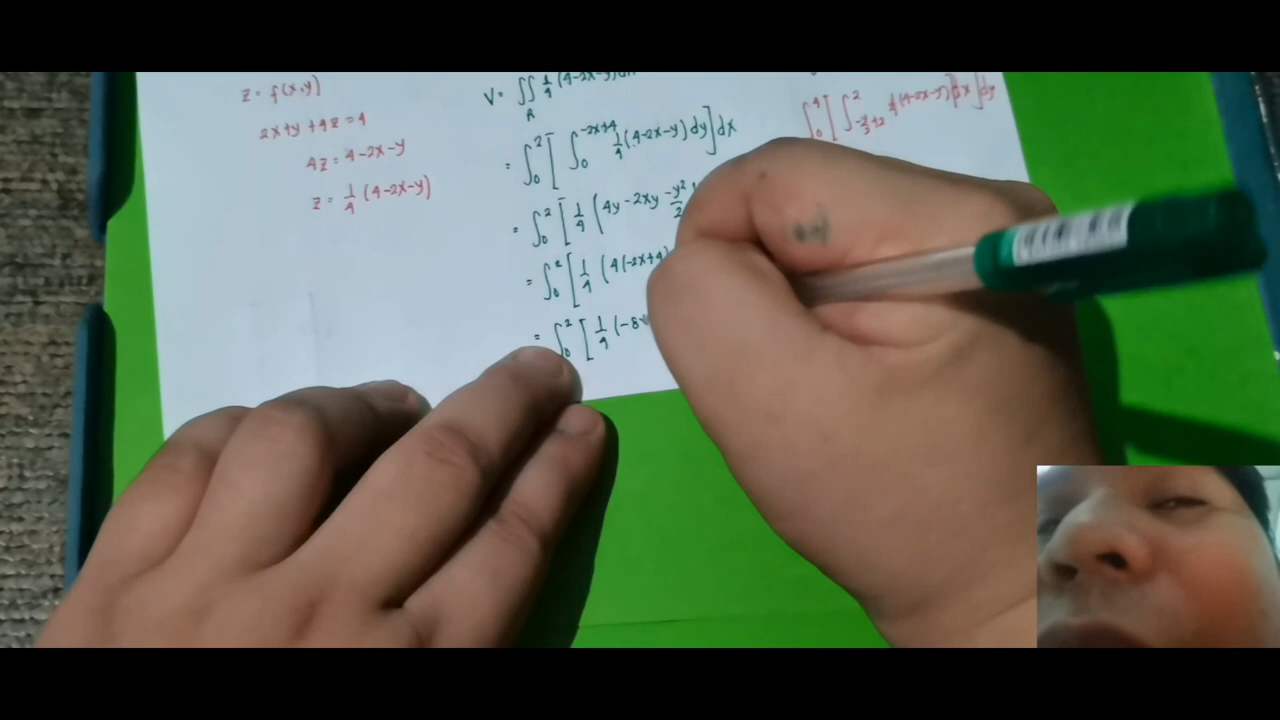 z = f(x,y)
2x+y+4z=4
4z = 4-2x-y
z = 1/4 (4-2x-y)
V = ∬_R 1/4 (4-2x-y)
= ∫_0^2 [ ∫_0^{-2x+4} 1/4 (4-2x-y) dy ] dx
= ∫_0^2 [ 1/4 ( 4y - 2xy - y²/2
= ∫_0^2 [ 1/4 ( 4(-2x+4)
= ∫_0^2 [ 1/4 ( -8x
∫_0^4 [ ∫_{-y/2+2}^2 1/4 (4-2x-y) dx ] dy